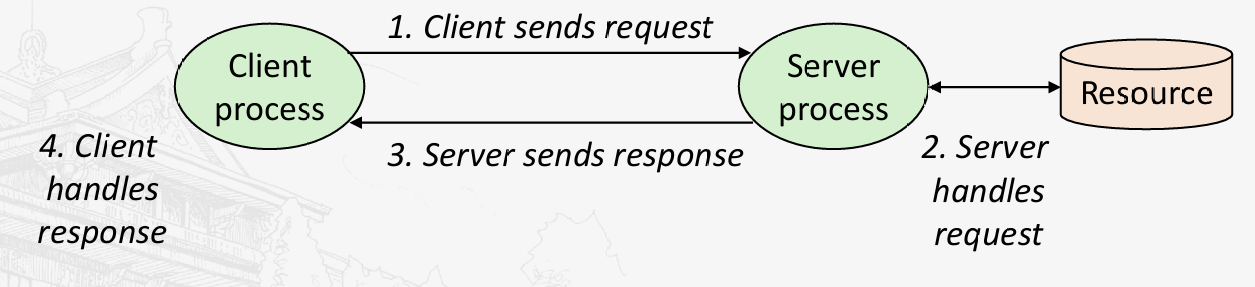 1. Client sends request
Client
process
Server
process
Resource
3. Server sends response
2. Server
handles
request
4. Client
handles
response